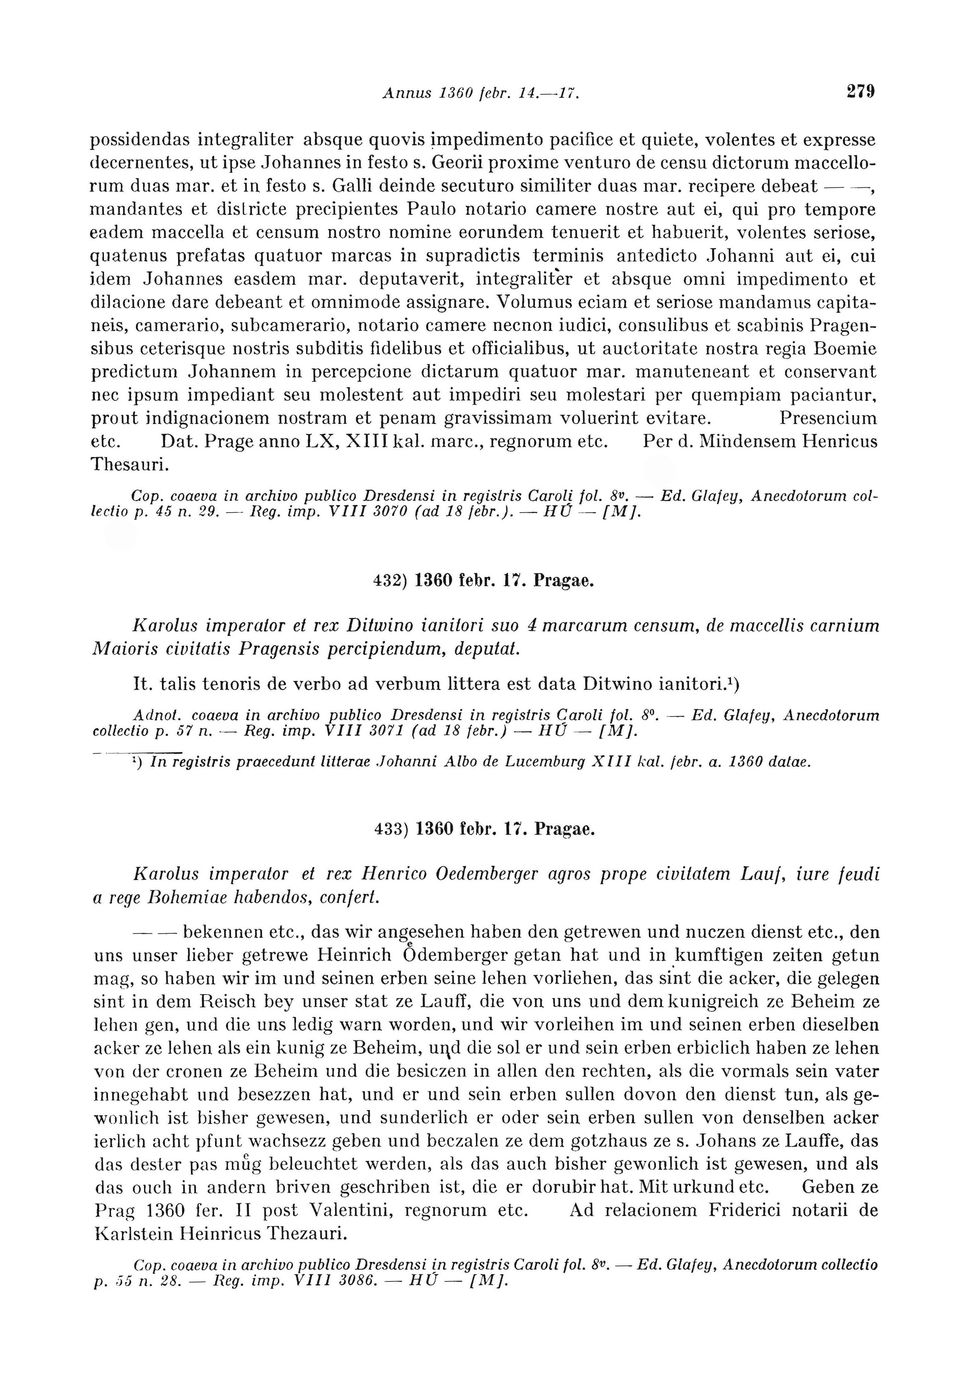 Annus 1360 febr. 14.—17. 279
possidendas integraliter absque quovis impedimento pacifice et quiete, volentes et expresse
decernentes, ut ipse Johannes in festo s. Georii proxime venturo de censu dictorum maccello-
rum duas mar. et in festo s. Galli deinde secuturo similiter duas mar. recipere debeat — —,
mandantes et districte precipientes Paulo notario camere nostre aut ei, qui pro tempore
eadem maccella et censum nostro nomine eorundem tenuerit et habuerit, volentes seriose,
quatenus prefatas quatuor marcas in supradictis terminis antedicto Johanni aut ei, cui
idem Johannes easdem mar. deputaverit, integraliter et absque omni impedimento et
dilacione dare debeant et omnimode assignare. Volumus eciam et seriose mandamus capita-
neis, camerario, subcamerario, notario camere necnon iudici, consulibus et scabinis Pragen-
sibus ceterisque nostris subditis fidelibus et officialibus, ut auctoritate nostra regia Boemie
predictum Johannem in percepcione dictarum quatuor mar. manuteneant et conservant
nec ipsum impediant seu molestent aut impediri seu molestari per quempiam paciantur,
prout indignacionem nostram et penam gravissimam voluerint evitare. Presencium
etc. Dat. Prage anno LX, XIII kal. marc., regnorum etc. Per d. Mindensem Henricus
Thesauri.
Cop. coaeva in archivo publico Dresdensi in registris Caroli fol. 8v. — Ed. Glafey, Anecdotorum col-
lectio p. 45 n. 29. — Reg. imp. VIII 3070 (ad 18 febr.). — HÚ — [M].
432) 1360 febr. 17. Pragae.
Karolus imperator et rex Ditwino ianitori suo 4 marcarum censum, de maccellis carnium
Maioris civitatis Pragensis percipiendum, deputat.
It. talis tenoris de verbo ad verbum littera est data Ditwino ianitori.¹)
Adnot. coaeva in archivo publico Dresdensi in registris Caroli fol. 8⁰. — Ed. Glafey, Anecdotorum
collectio p. 57 n. — Reg. imp. VIII 3071 (ad 18 febr.) — HÚ — [M].
¹) In registris praecedunt litterae Johanni Albo de Lucemburg XIII kal. febr. a. 1360 datae.
433) 1360 febr. 17. Pragae.
Karolus imperator et rex Henrico Oedemberger agros prope civitatem Lauf, iure feudi
a rege Bohemiae habendos, confert.
— — bekennen etc., das wir angesehen haben den getrewen und nuczen dienst etc., den
uns unser lieber getrewe Heinrich Oͤdemberger getan hat und in kumftigen zeiten getun
mag, so haben wir im und seinen erben seine lehen vorliehen, das sint die acker, die gelegen
sint in dem Reisch bey unser stat ze Lauff, die von uns und dem kunigreich ze Beheim ze
lehen gen, und die uns ledig warn worden, und wir vorleihen im und seinen erben dieselben
acker ze lehen als ein kunig ze Beheim, und die sol er und sein erben erbiclich haben ze lehen
von der cronen ze Beheim und die besiczen in allen den rechten, als die vormals sein vater
innegehabt und besezzen hat, und er und sein erben sullen dovon den dienst tun, als ge-
wonlich ist bisher gewesen, und sunderlich er oder sein erben sullen von denselben acker
ierlich acht pfunt wachsezz geben und beczalen ze dem gotzhaus ze s. Johans ze Lauffe, das
das dester pas muͤg beleuchtet werden, als das auch bisher gewonlich ist gewesen, und als
das ouch in andern briven geschriben ist, die er dorubir hat. Mit urkund etc. Geben ze
Prag 1360 fer. II post Valentini, regnorum etc. Ad relacionem Friderici notarii de
Karlstein Heinricus Thezauri.
Cop. coaeva in archivo publico Dresdensi in registris Caroli fol. 8v. — Ed. Glafey, Anecdotorum collectio
p. 55 n. 28. — Reg. imp. VIII 3086. — HÚ — [M].